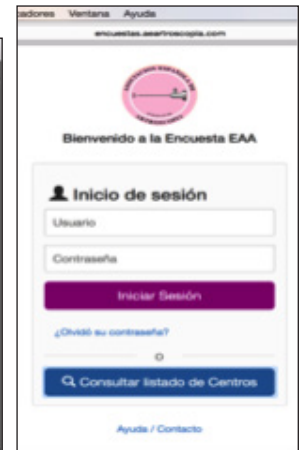 adores Ventana Ayuda
encuestas.aeartroscopia.com
Bienvenido a la Encuesta EAA
Inicio de sesión
Usuario
Contraseña
Iniciar Sesión
¿Olvidó su contraseña?
O
Consultar listado de Centros
Ayuda / Contacto